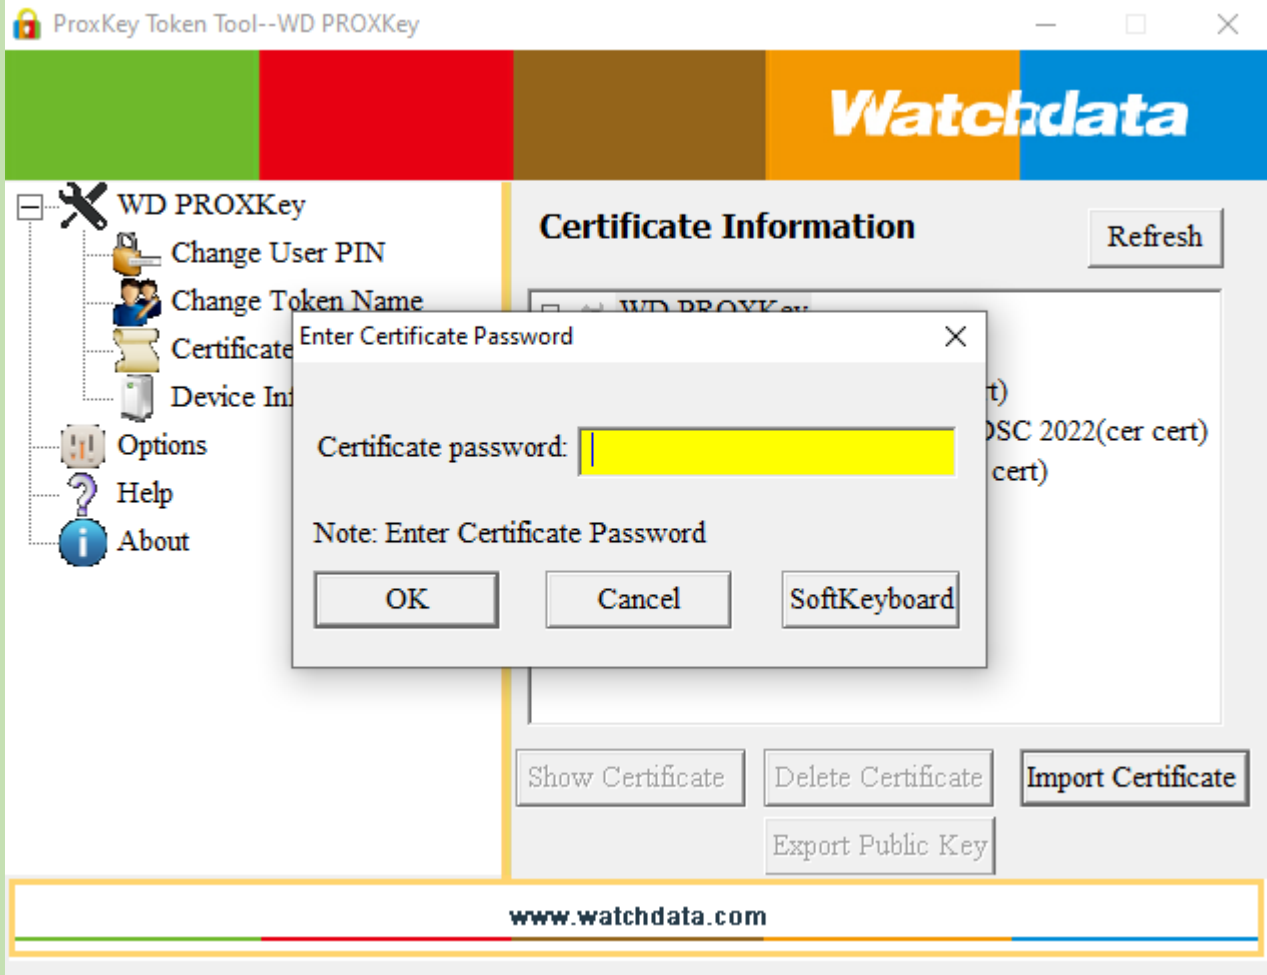 ProxKey Token Tool--WD PROXKey
Watchdata
WD PROXKey
Change User PIN
Change Token Name
Certificate
Device
Options
Help
About
Certificate Information
Refresh
WD PROXKey
DSC 2022(cer cert)
cert)
Enter Certificate Password
Certificate password:
Note: Enter Certificate Password
OK
Cancel
SoftKeyboard
Show Certificate
Delete Certificate
Import Certificate
Export Public Key
www.watchdata.com